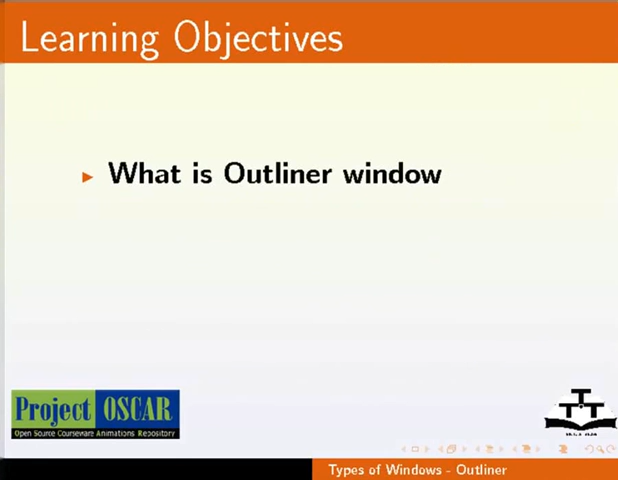 Learning Objectives
What is Outliner window
Project OSCAR
Open Source Courseware Animations Repository
Types of Windows - Outliner